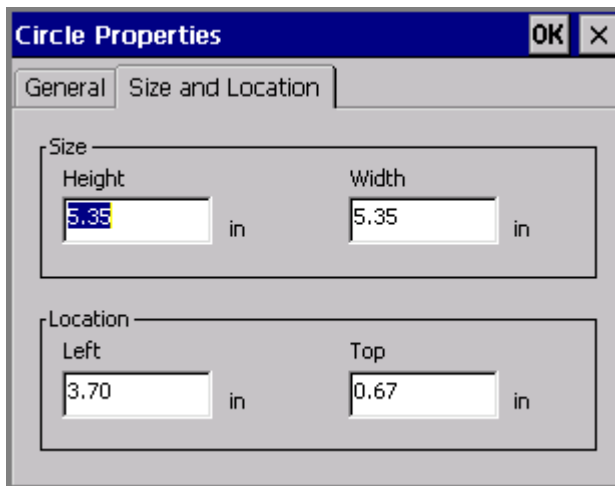 Circle Properties OK ×
General Size and Location
Size
Height Width
5.35 in 5.35 in
Location
Left Top
3.70 in 0.67 in